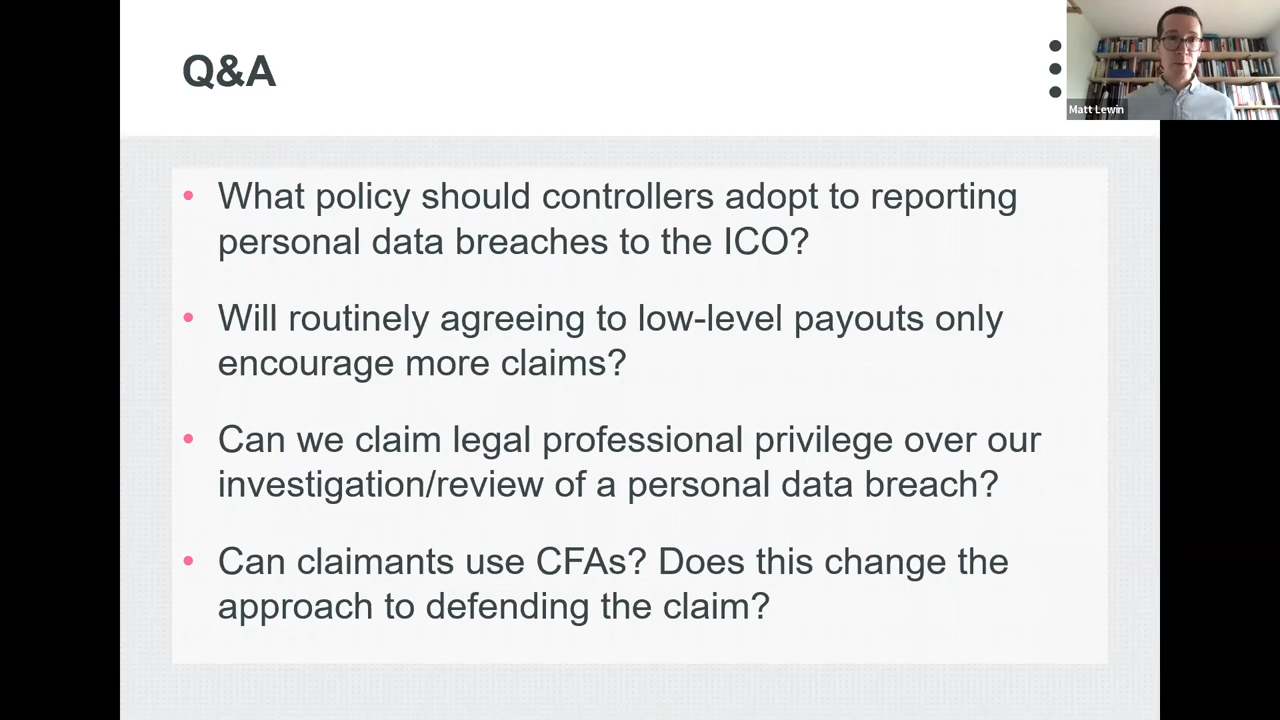 Q&A
Matt Lewin
• What policy should controllers adopt to reporting
personal data breaches to the ICO?
• Will routinely agreeing to low-level payouts only
encourage more claims?
• Can we claim legal professional privilege over our
investigation/review of a personal data breach?
• Can claimants use CFAs? Does this change the
approach to defending the claim?